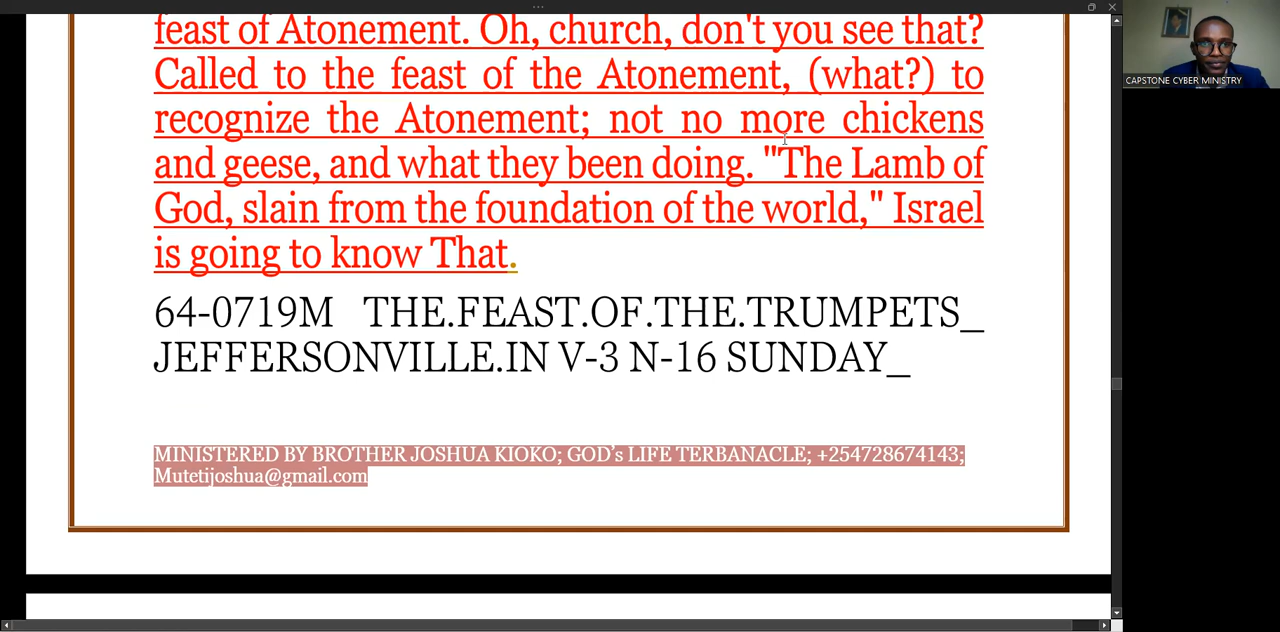 feast of Atonement. Oh, church, don't you see that?
Called to the feast of the Atonement, (what?) to
recognize the Atonement; not no more chickens
and geese, and what they been doing. "The Lamb of
God, slain from the foundation of the world," Israel
is going to know That.
64-0719M THE.FEAST.OF.THE.TRUMPETS_
JEFFERSONVILLE.IN V-3 N-16 SUNDAY_
MINISTERED BY BROTHER JOSHUA KIOKO; GOD's LIFE TERBANACLE; +254728674143;
Mutetijoshua@gmail.com
CAPSTONE CYBER MINISTRY